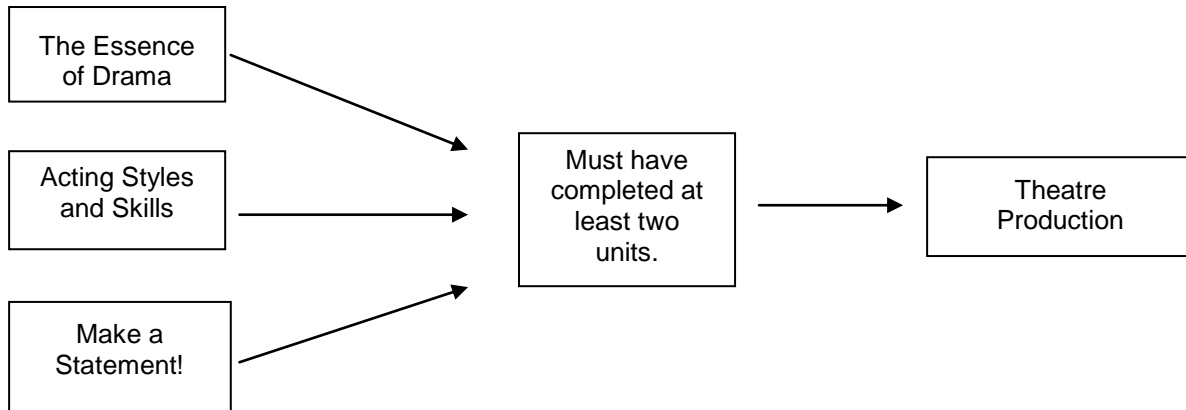 The Essence
of Drama
Acting Styles
and Skills
Make a
Statement!
Must have
completed at
least two
units.
Theatre
Production